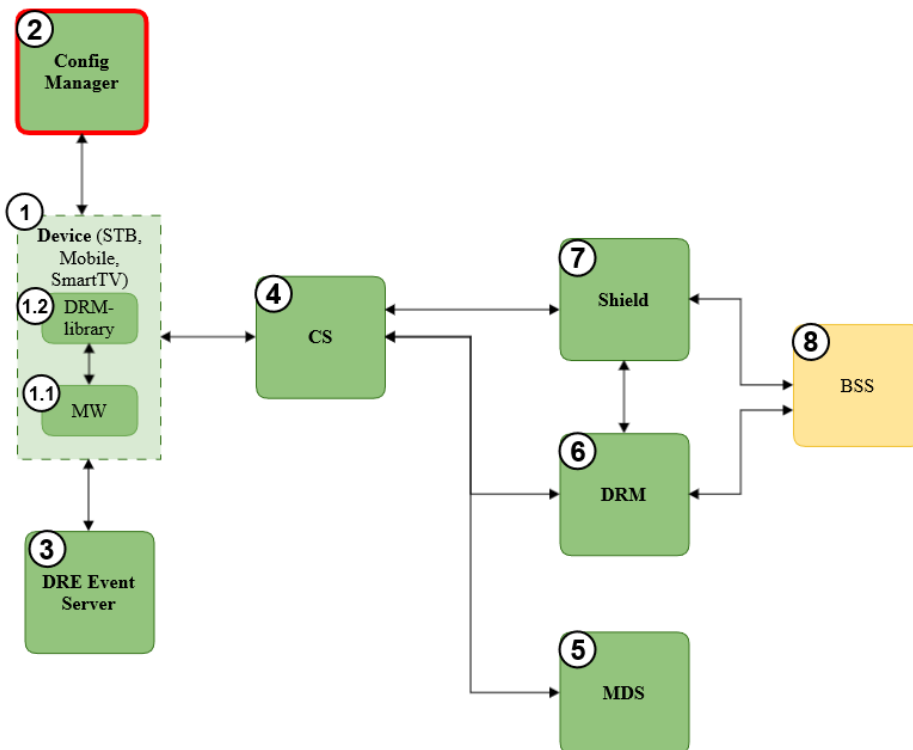 2
Config
Manager
1
Device (STB,
Mobile,
SmartTV)
1.2
DRM-
library
1.1
MW
3
DRE Event
Server
4
CS
7
Shield
6
DRM
5
MDS
8
BSS